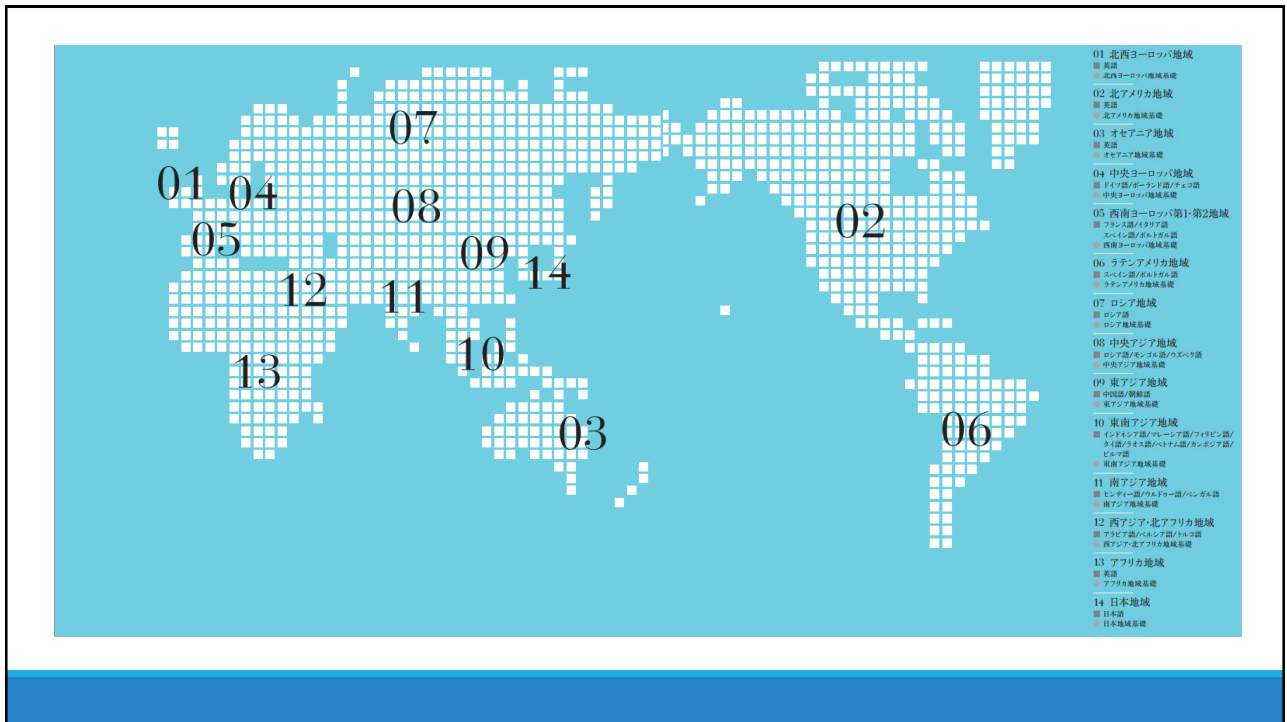 07
01
04
08
02
05
09
14
12
11
10
13
03
06
01 北西ヨーロッパ地域
英語
北西ヨーロッパ地域基礎
02 北アメリカ地域
英語
北アメリカ地域基礎
03 オセアニア地域
英語
オセアニア地域基礎
04 中央ヨーロッパ地域
ドイツ語/ポーランド語/チェコ語
中央ヨーロッパ地域基礎
05 西南ヨーロッパ第1・第2地域
フランス語/イタリア語
スペイン語/ポルトガル語
西南ヨーロッパ地域基礎
06 ラテンアメリカ地域
スペイン語/ポルトガル語
ラテンアメリカ地域基礎
07 ロシア地域
ロシア語
ロシア地域基礎
08 中央アジア地域
ロシア語/モンゴル語/ウズベク語
中央アジア地域基礎
09 東アジア地域
中国語/朝鮮語
東アジア地域基礎
10 東南アジア地域
インドネシア語/マレーシア語/フィリピン語/
タイ語/ラオス語/ベトナム語/カンボジア語/
ビルマ語
東南アジア地域基礎
11 南アジア地域
ヒンディー語/ウルドゥー語/ベンガル語
南アジア地域基礎
12 西アジア・北アフリカ地域
アラビア語/ペルシア語/トルコ語
西アジア・北アフリカ地域基礎
13 アフリカ地域
英語
アフリカ地域基礎
14 日本地域
日本語
日本地域基礎